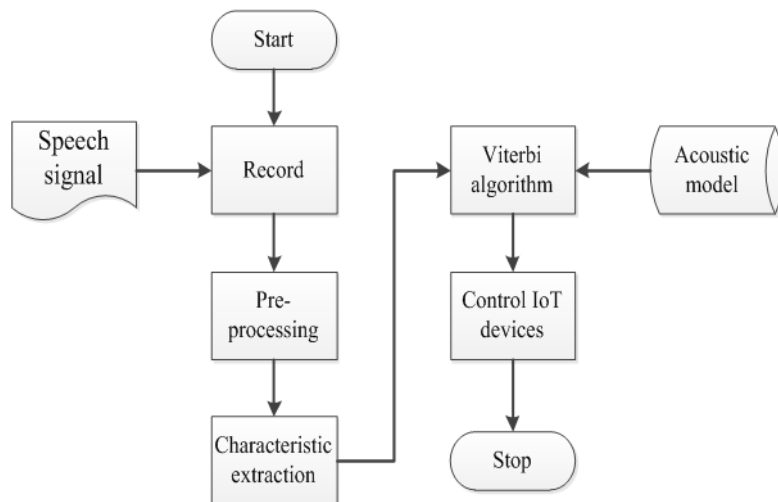 Start
Speech
signal
Record
Pre-
processing
Characteristic
extraction
Viterbi
algorithm
Acoustic
model
Control IoT
devices
Stop